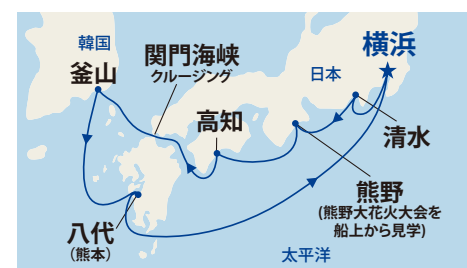 韓国
釜山
関門海峡
クルージング
高知
日本
横浜
清水
熊野
(熊野大花火大会を
船上から見学)
八代
(熊本)
太平洋